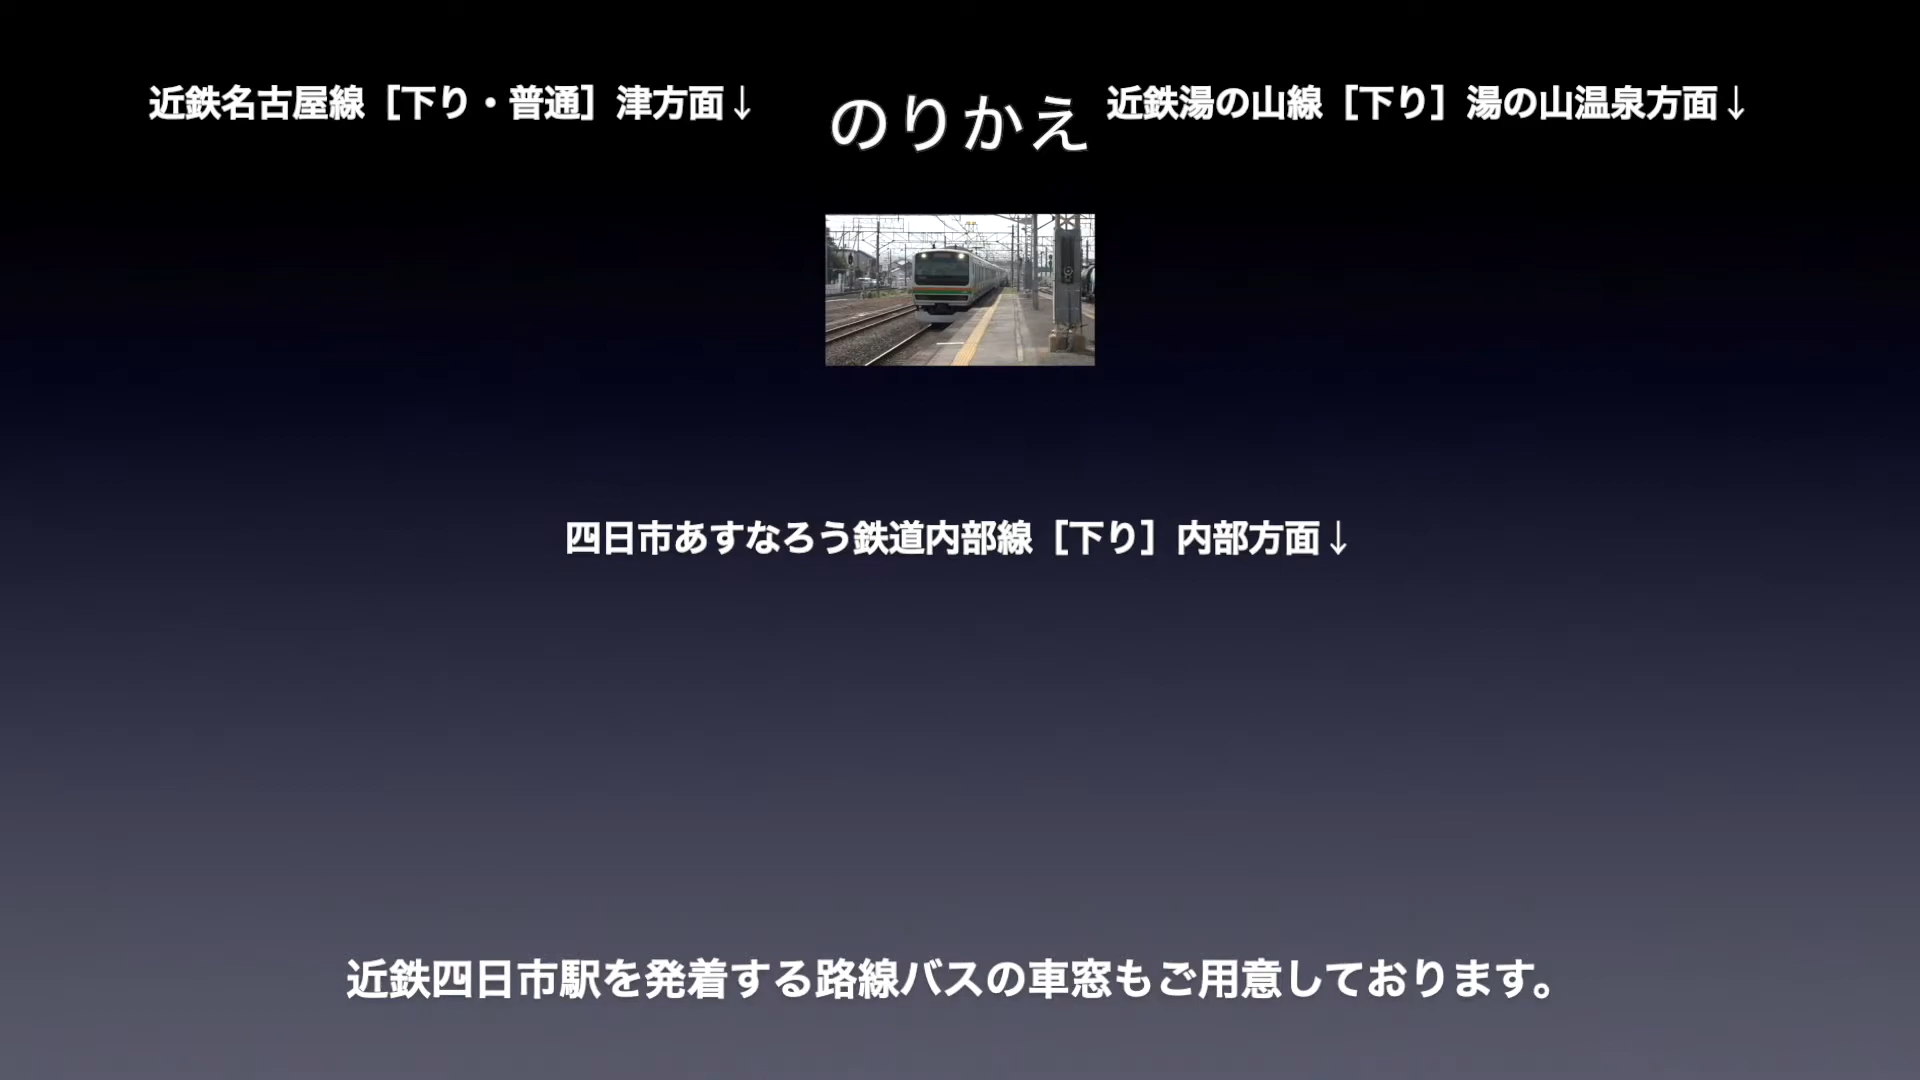 近鉄名古屋線［下り・普通］津方面↓
のりかえ
近鉄湯の山線［下り］湯の山温泉方面↓
四日市あすなろう鉄道内部線［下り］内部方面↓
近鉄四日市駅を発着する路線バスの車窓もご用意しております。